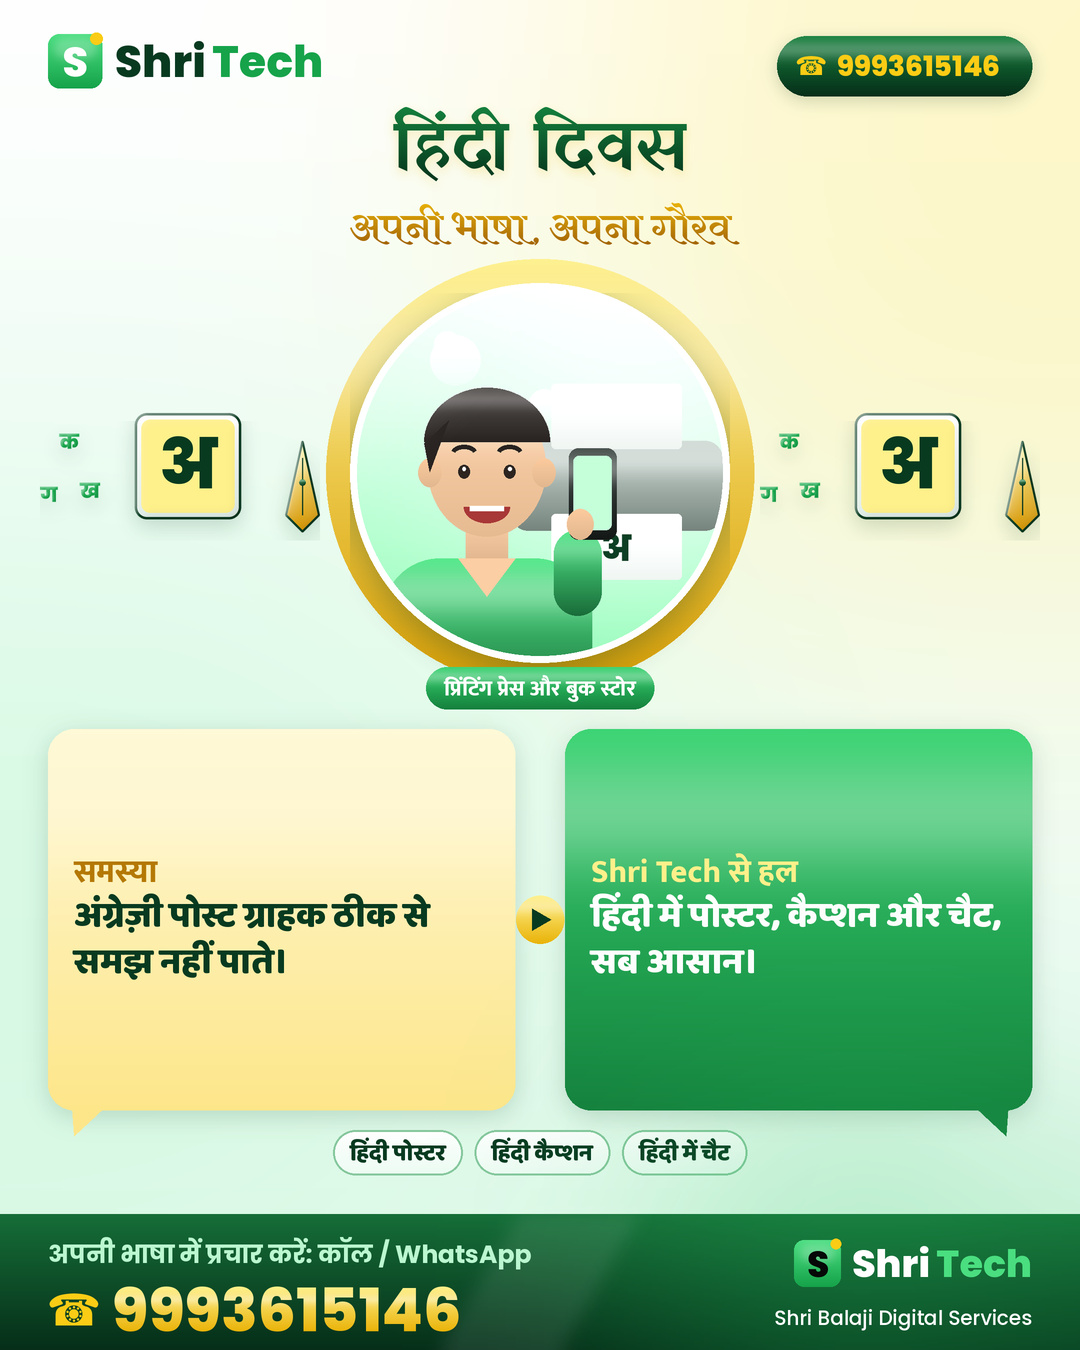 S Shri Tech
☎ 9993615146
हिंदी दिवस
अपनी भाषा, अपना गौरव
क
ग ख
अ
अ
क
ग ख
अ
प्रिंटिंग प्रेस और बुक स्टोर
समस्या
अंग्रेज़ी पोस्ट ग्राहक ठीक से
समझ नहीं पाते।
Shri Tech से हल
हिंदी में पोस्टर, कैप्शन और चैट,
सब आसान।
हिंदी पोस्टर
हिंदी कैप्शन
हिंदी में चैट
अपनी भाषा में प्रचार करें: कॉल / WhatsApp
☎ 9993615146
S Shri Tech
Shri Balaji Digital Services